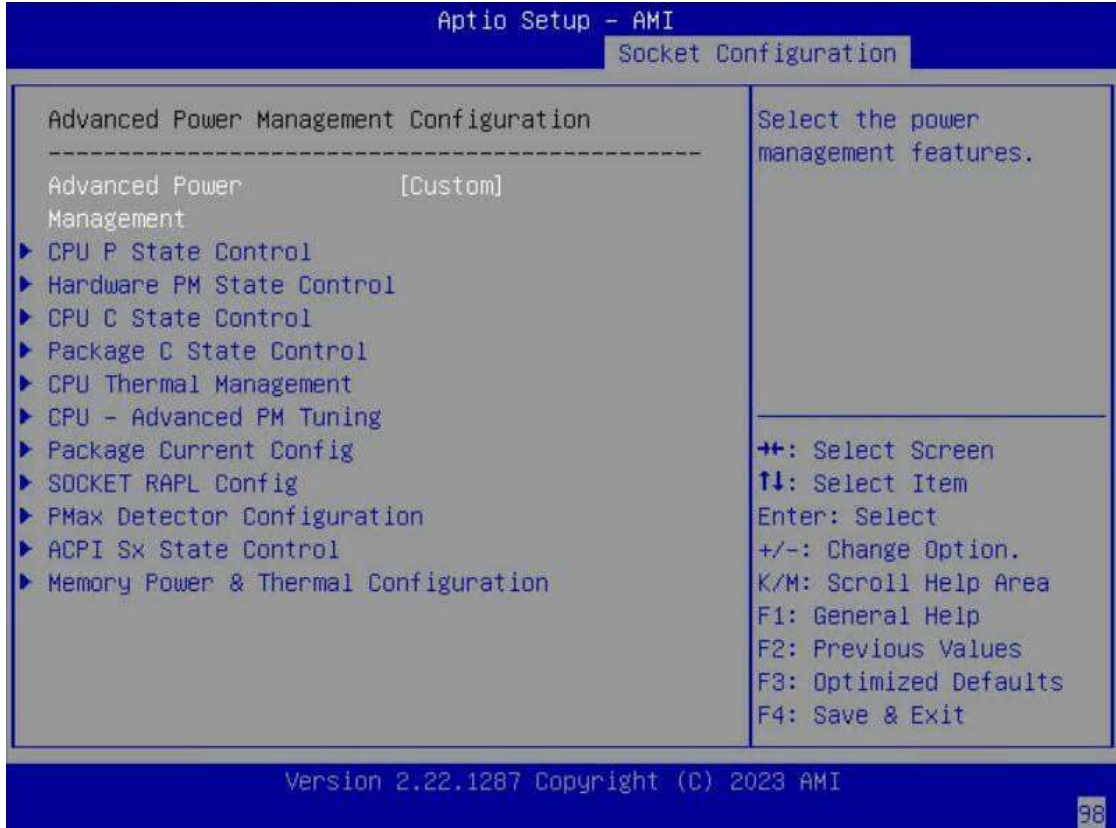 Aptio Setup – AMI
Socket Configuration
Advanced Power Management Configuration
--------------------------------------------------
Advanced Power [Custom]
Management
▶ CPU P State Control
▶ Hardware PM State Control
▶ CPU C State Control
▶ Package C State Control
▶ CPU Thermal Management
▶ CPU – Advanced PM Tuning
▶ Package Current Config
▶ SOCKET RAPL Config
▶ PMax Detector Configuration
▶ ACPI Sx State Control
▶ Memory Power & Thermal Configuration
Select the power
management features.
→←: Select Screen
↑↓: Select Item
Enter: Select
+/-: Change Option.
K/M: Scroll Help Area
F1: General Help
F2: Previous Values
F3: Optimized Defaults
F4: Save & Exit
Version 2.22.1287 Copyright (C) 2023 AMI
98